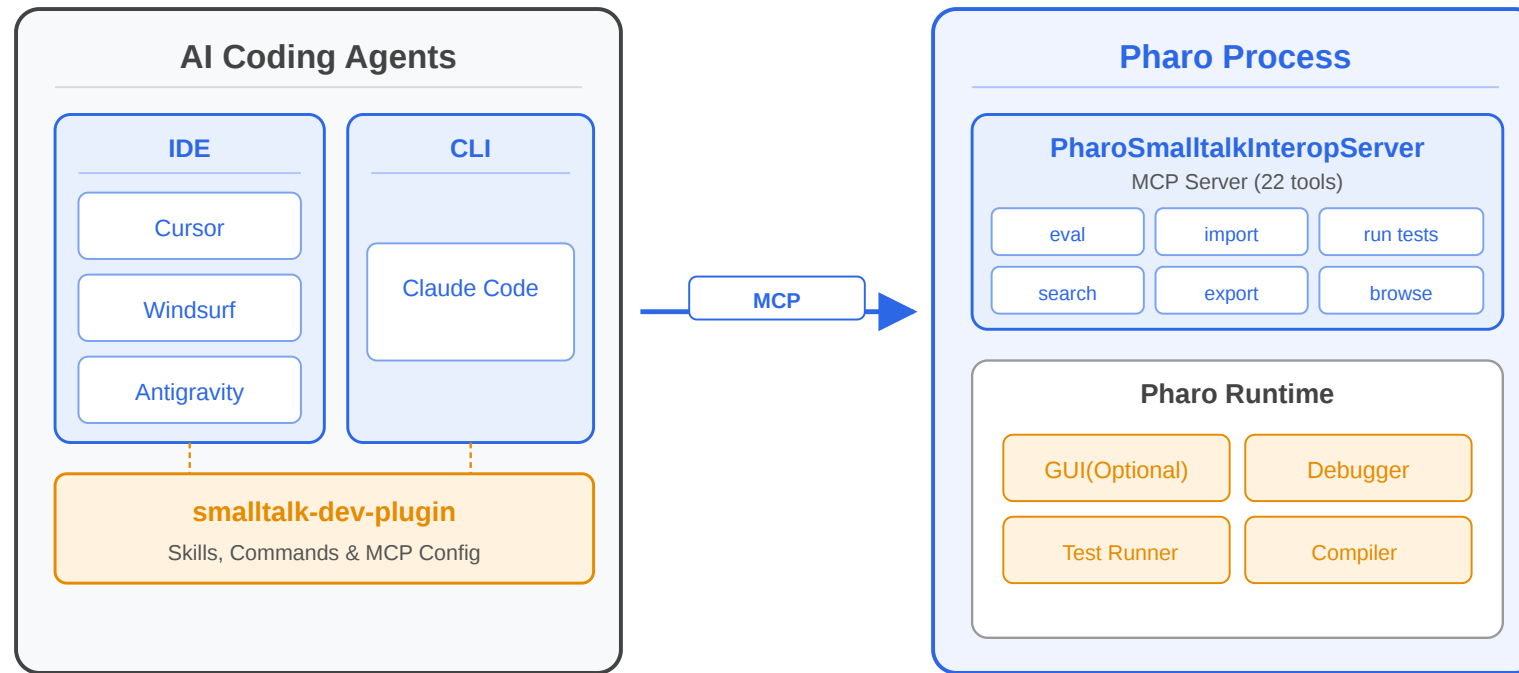 AI Coding Agents
IDE
Cursor
Windsurf
Antigravity
CLI
Claude Code
smalltalk-dev-plugin
Skills, Commands & MCP Config
MCP
Pharo Process
PharoSmalltalkInteropServer
MCP Server (22 tools)
eval
import
run tests
search
export
browse
Pharo Runtime
GUI(Optional)
Debugger
Test Runner
Compiler